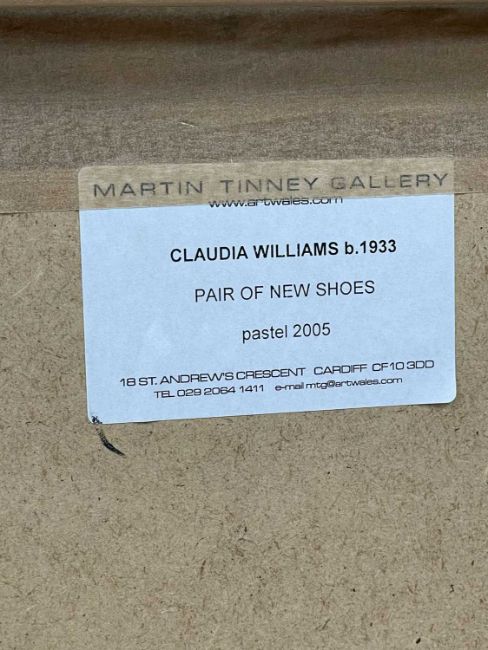 MARTIN TINNEY GALLERY
www.artwales.com
CLAUDIA WILLIAMS b.1933
PAIR OF NEW SHOES
pastel 2005
18 ST. ANDREW'S CRESCENT CARDIFF CF10 3DD
TEL 029 2064 1411 e-mail mtg@artwales.com